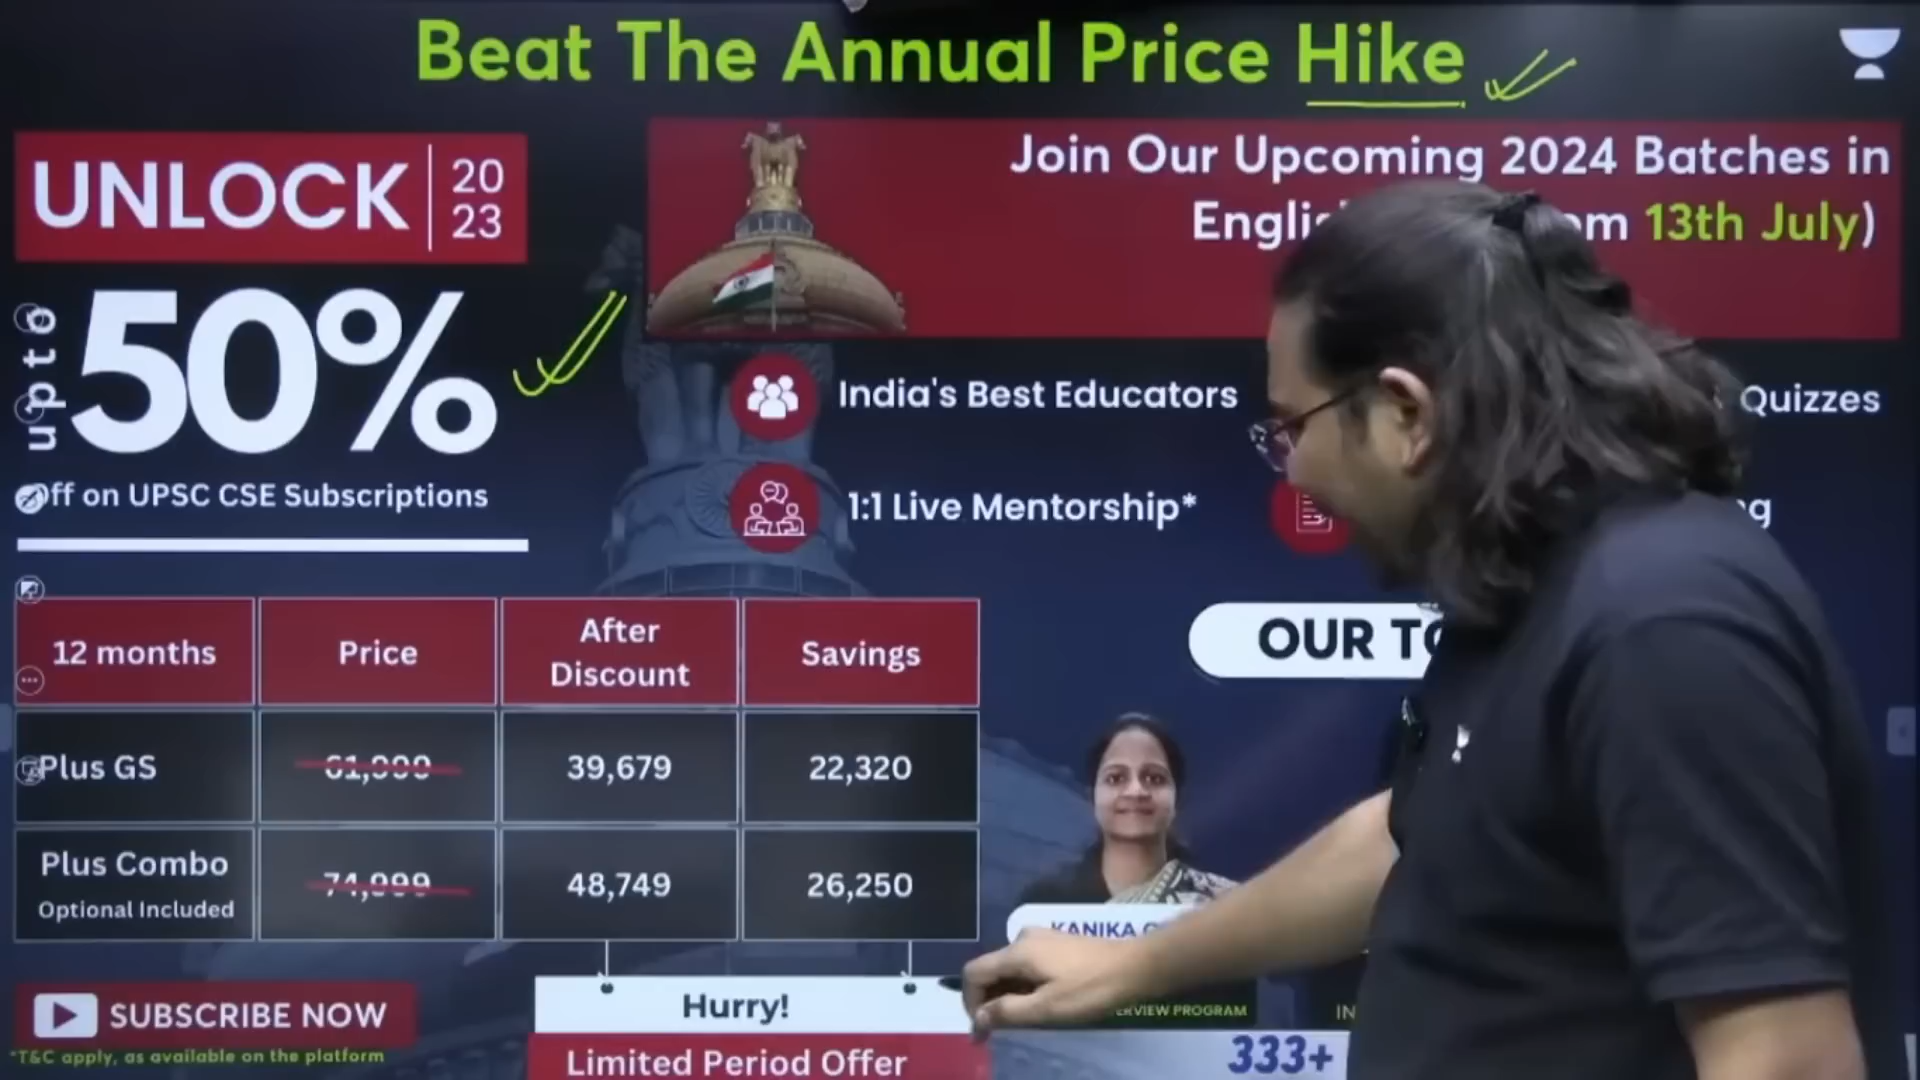 Beat The Annual Price Hike
UNLOCK
20
23
Join Our Upcoming 2024 Batches in
13th July)
upto
50%
Off on UPSC CSE Subscriptions
India's Best Educators
Quizzes
1:1 Live Mentorship*
12 months Price After Discount Savings
Plus GS 61,999 39,679 22,320
Plus Combo 74,999 48,749 26,250
Optional Included
OUR
KANIKA
SUBSCRIBE NOW
*T&C apply, as available on the platform
Hurry!
Limited Period Offer
PROGRAM
333+